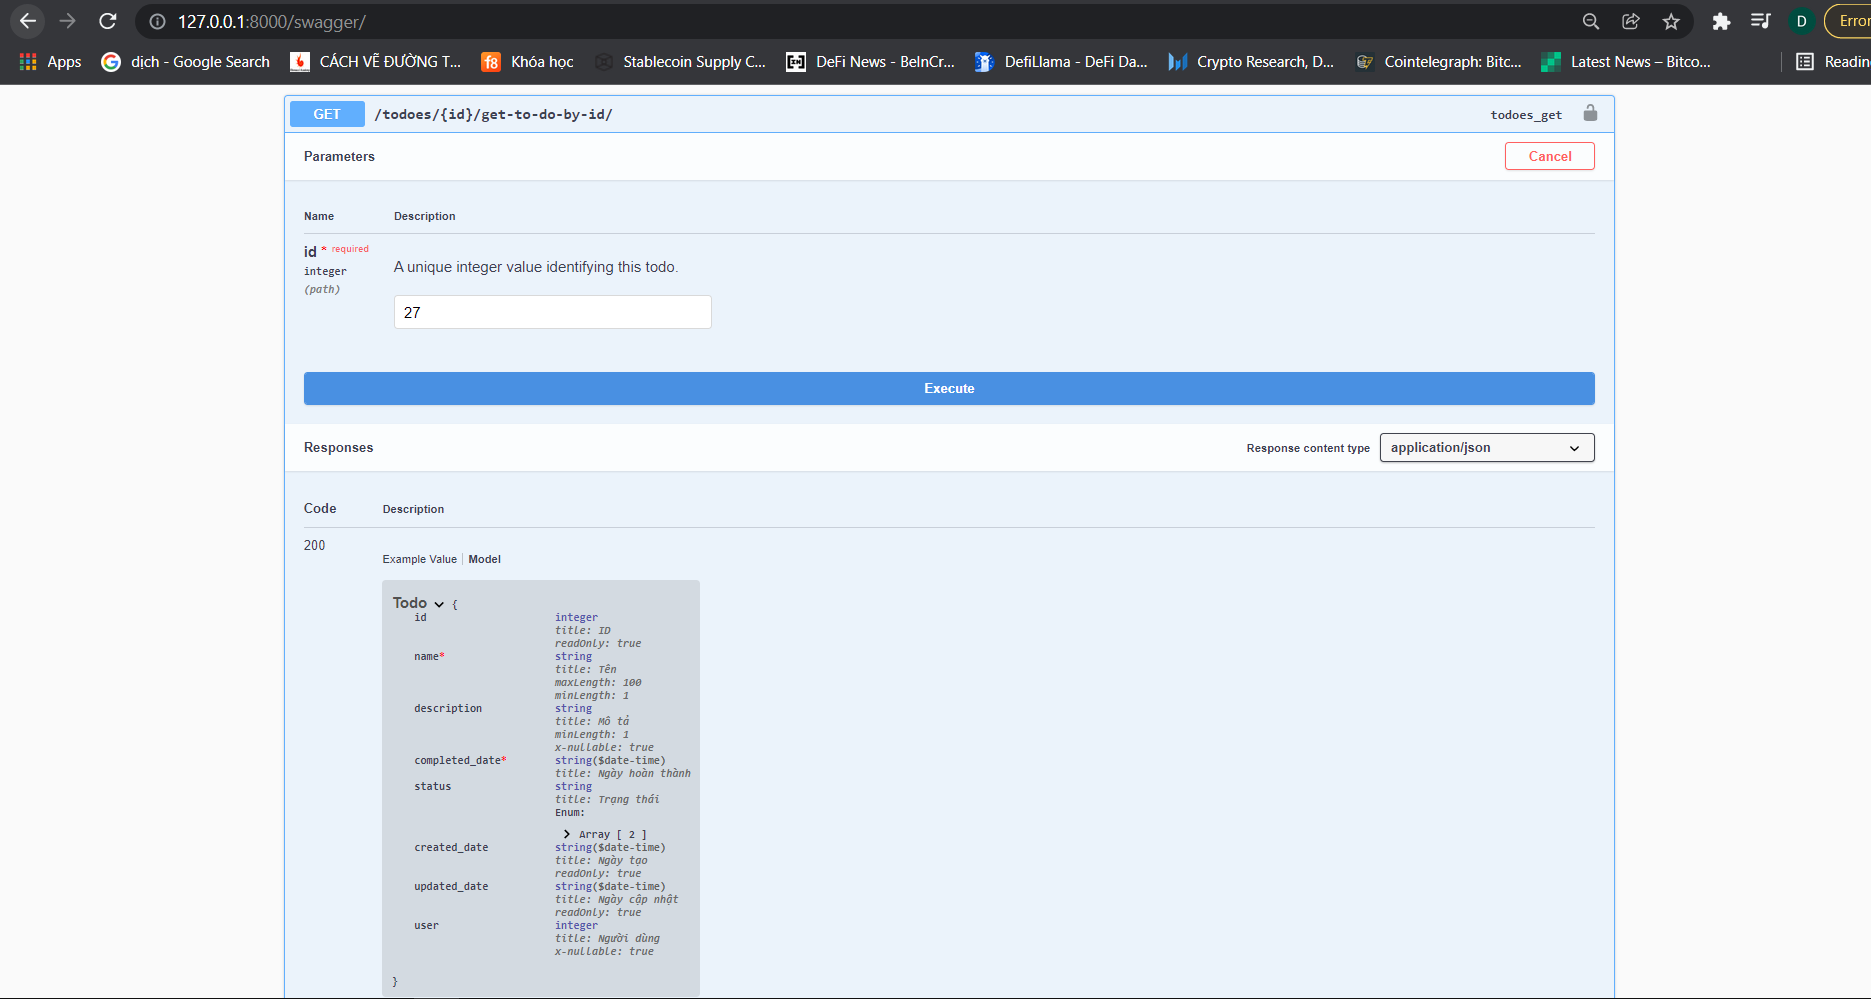 127.0.0.1:8000/swagger/
D
Error
Apps
dịch - Google Search
CÁCH VẼ ĐƯỜNG T...
f8
Khóa học
Stablecoin Supply C...
DeFi News - BeInCr...
DefiLlama - DeFi Da...
Crypto Research, D...
Cointelegraph: Bitc...
Latest News – Bitco...
Readin
GET /todoes/{id}/get-to-do-by-id/ todoes_get
Parameters Cancel
Name Description
id * required
integer
(path)
A unique integer value identifying this todo.
27
Execute
Responses Response content type application/json
Code Description
200
Example Value | Model
Todo {
id integer
title: ID
readOnly: true
name* string
title: Tên
maxLength: 100
minLength: 1
description string
title: Mô tả
minLength: 1
x-nullable: true
completed_date* string($date-time)
title: Ngày hoàn thành
status string
title: Trạng thái
Enum:
Array [ 2 ]
created_date string($date-time)
title: Ngày tạo
readOnly: true
updated_date string($date-time)
title: Ngày cập nhật
readOnly: true
user integer
title: Người dùng
x-nullable: true
}